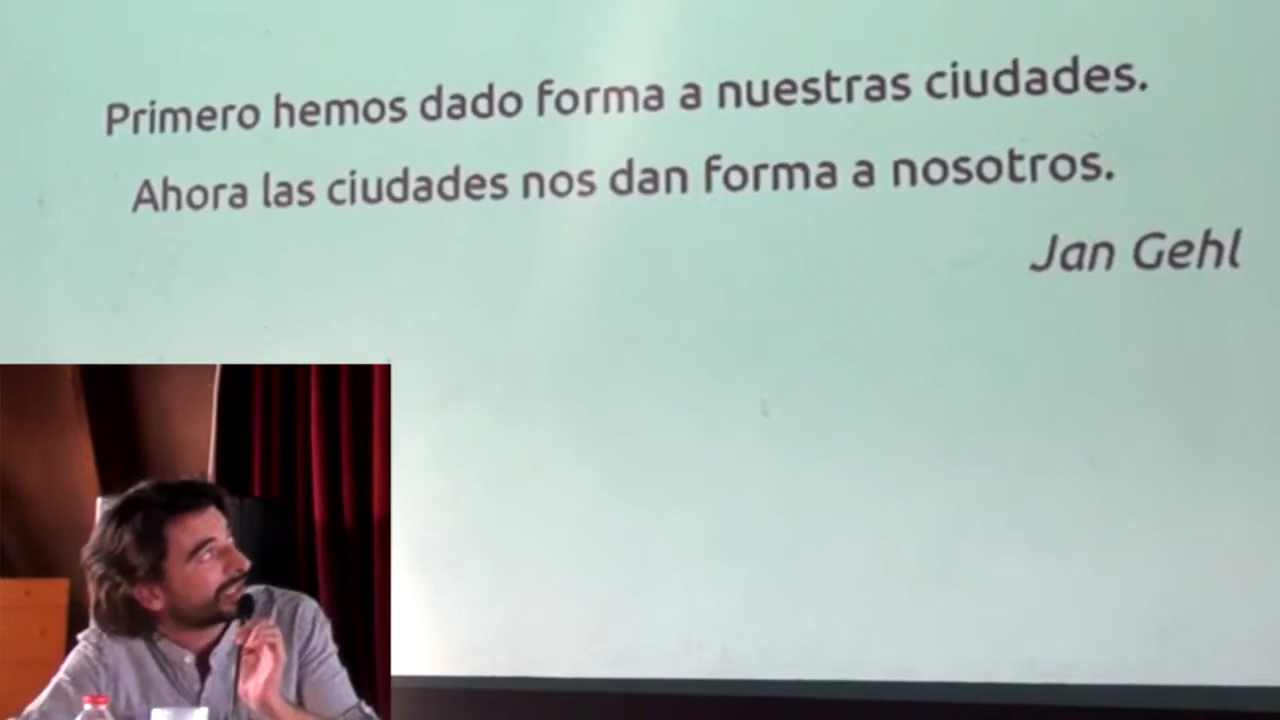 Primero hemos dado forma a nuestras ciudades.
Ahora las ciudades nos dan forma a nosotros.
Jan Gehl